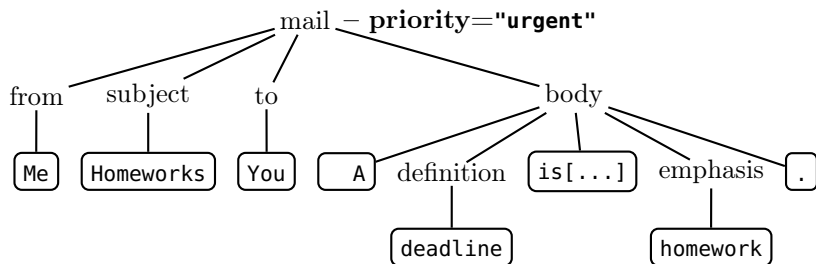 mail – priority="urgent"
from subject to body
Me Homeworks You A definition is[...] emphasis .
deadline homework